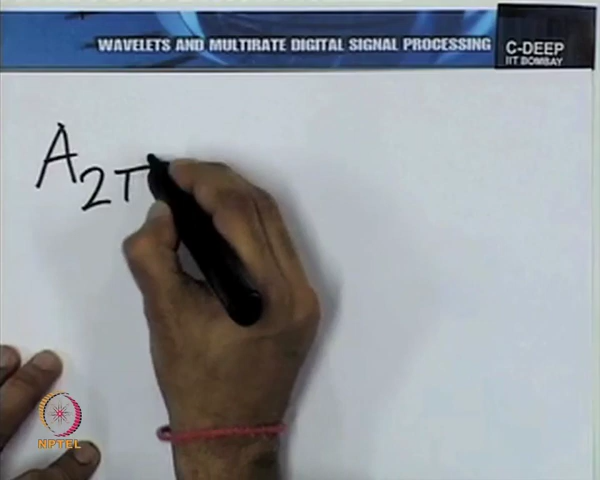 WAVELETS AND MULTIRATE DIGITAL SIGNAL PROCESSING
C-DEEP
IIT BOMBAY
A2T
NPTEL